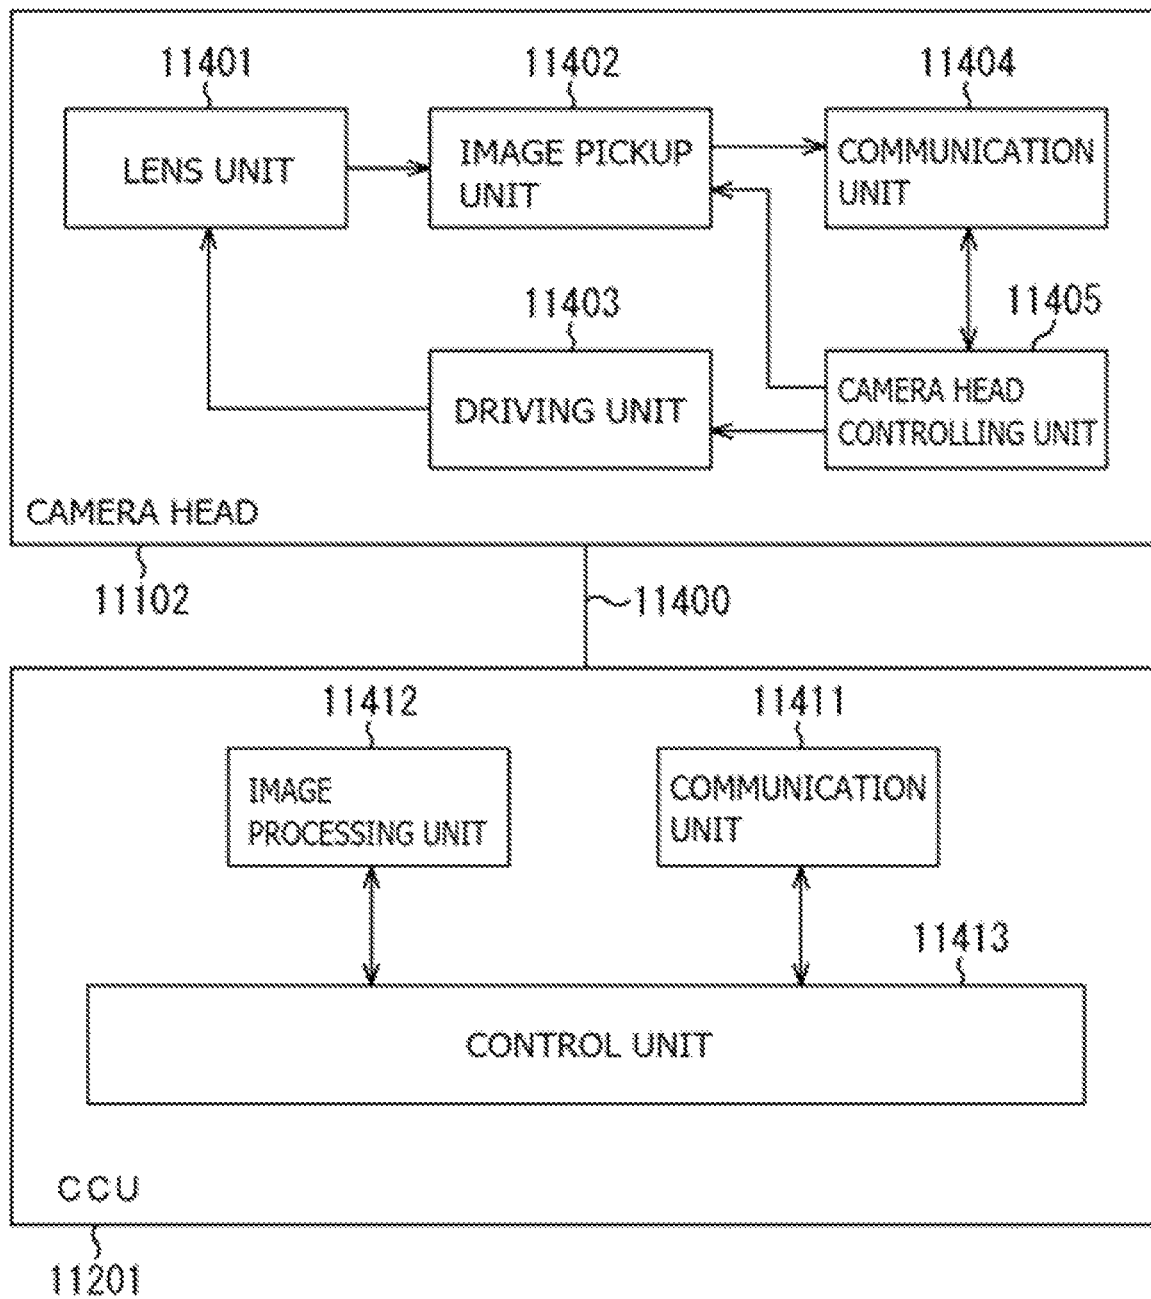 11401
11402
11404
LENS UNIT
IMAGE PICKUP
UNIT
COMMUNICATION
UNIT
11403
11405
DRIVING UNIT
CAMERA HEAD
CONTROLLING UNIT
CAMERA HEAD
11102
11400
11412
11411
IMAGE
PROCESSING UNIT
COMMUNICATION
UNIT
11413
CONTROL UNIT
CCU
11201